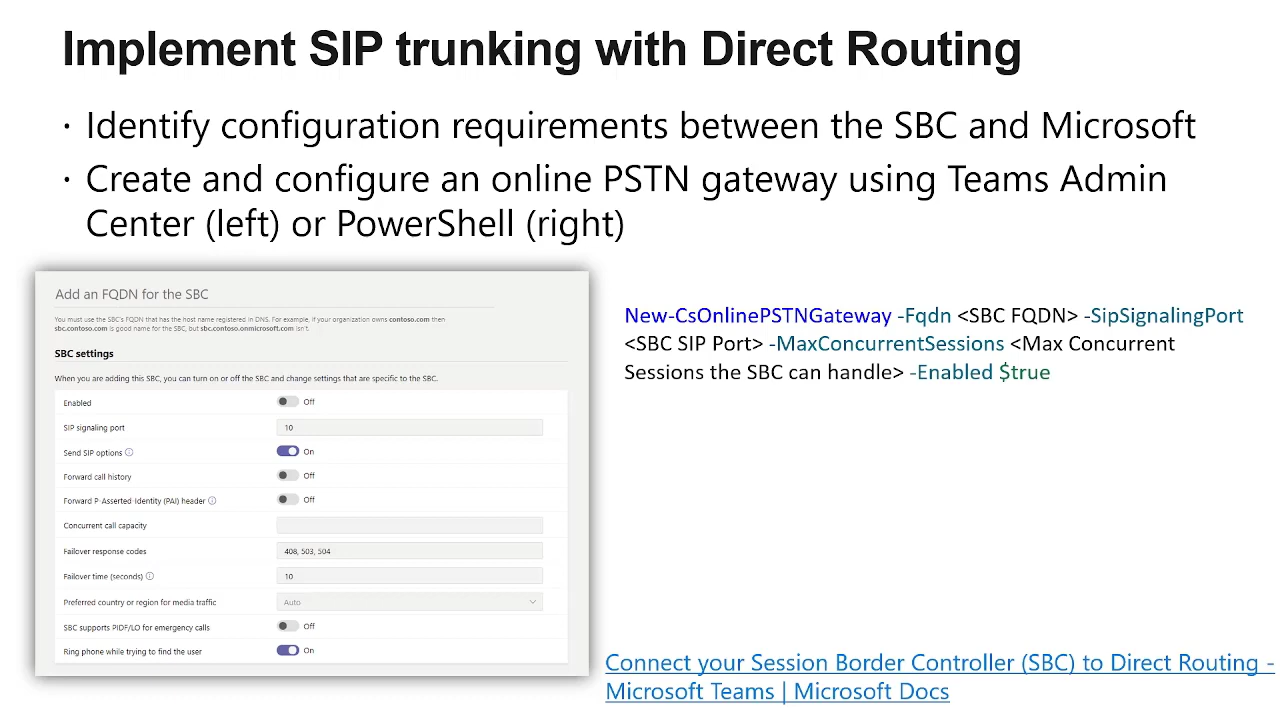 Implement SIP trunking with Direct Routing
· Identify configuration requirements between the SBC and Microsoft
· Create and configure an online PSTN gateway using Teams Admin
Center (left) or PowerShell (right)
Add an FQDN for the SBC
You must use the SBC's FQDN that has the host name registered in DNS. For example, if your organization owns contoso.com then
sbc.contoso.com is good name for the SBC, but sbc.contoso.onmicrosoft.com isn't.
SBC settings
When you are adding this SBC, you can turn on or off the SBC and change settings that are specific to the SBC.
Enabled Off
SIP signaling port 10
Send SIP options On
Forward call history Off
Forward P-Asserted-Identity (PAI) header Off
Concurrent call capacity
Failover response codes 408, 503, 504
Failover time (seconds) 10
Preferred country or region for media traffic Auto
SBC supports PIDF/LO for emergency calls Off
Ring phone while trying to find the user On
New-CsOnlinePSTNGateway -Fqdn <SBC FQDN> -SipSignalingPort
<SBC SIP Port> -MaxConcurrentSessions <Max Concurrent
Sessions the SBC can handle> -Enabled $true
Connect your Session Border Controller (SBC) to Direct Routing -
Microsoft Teams | Microsoft Docs